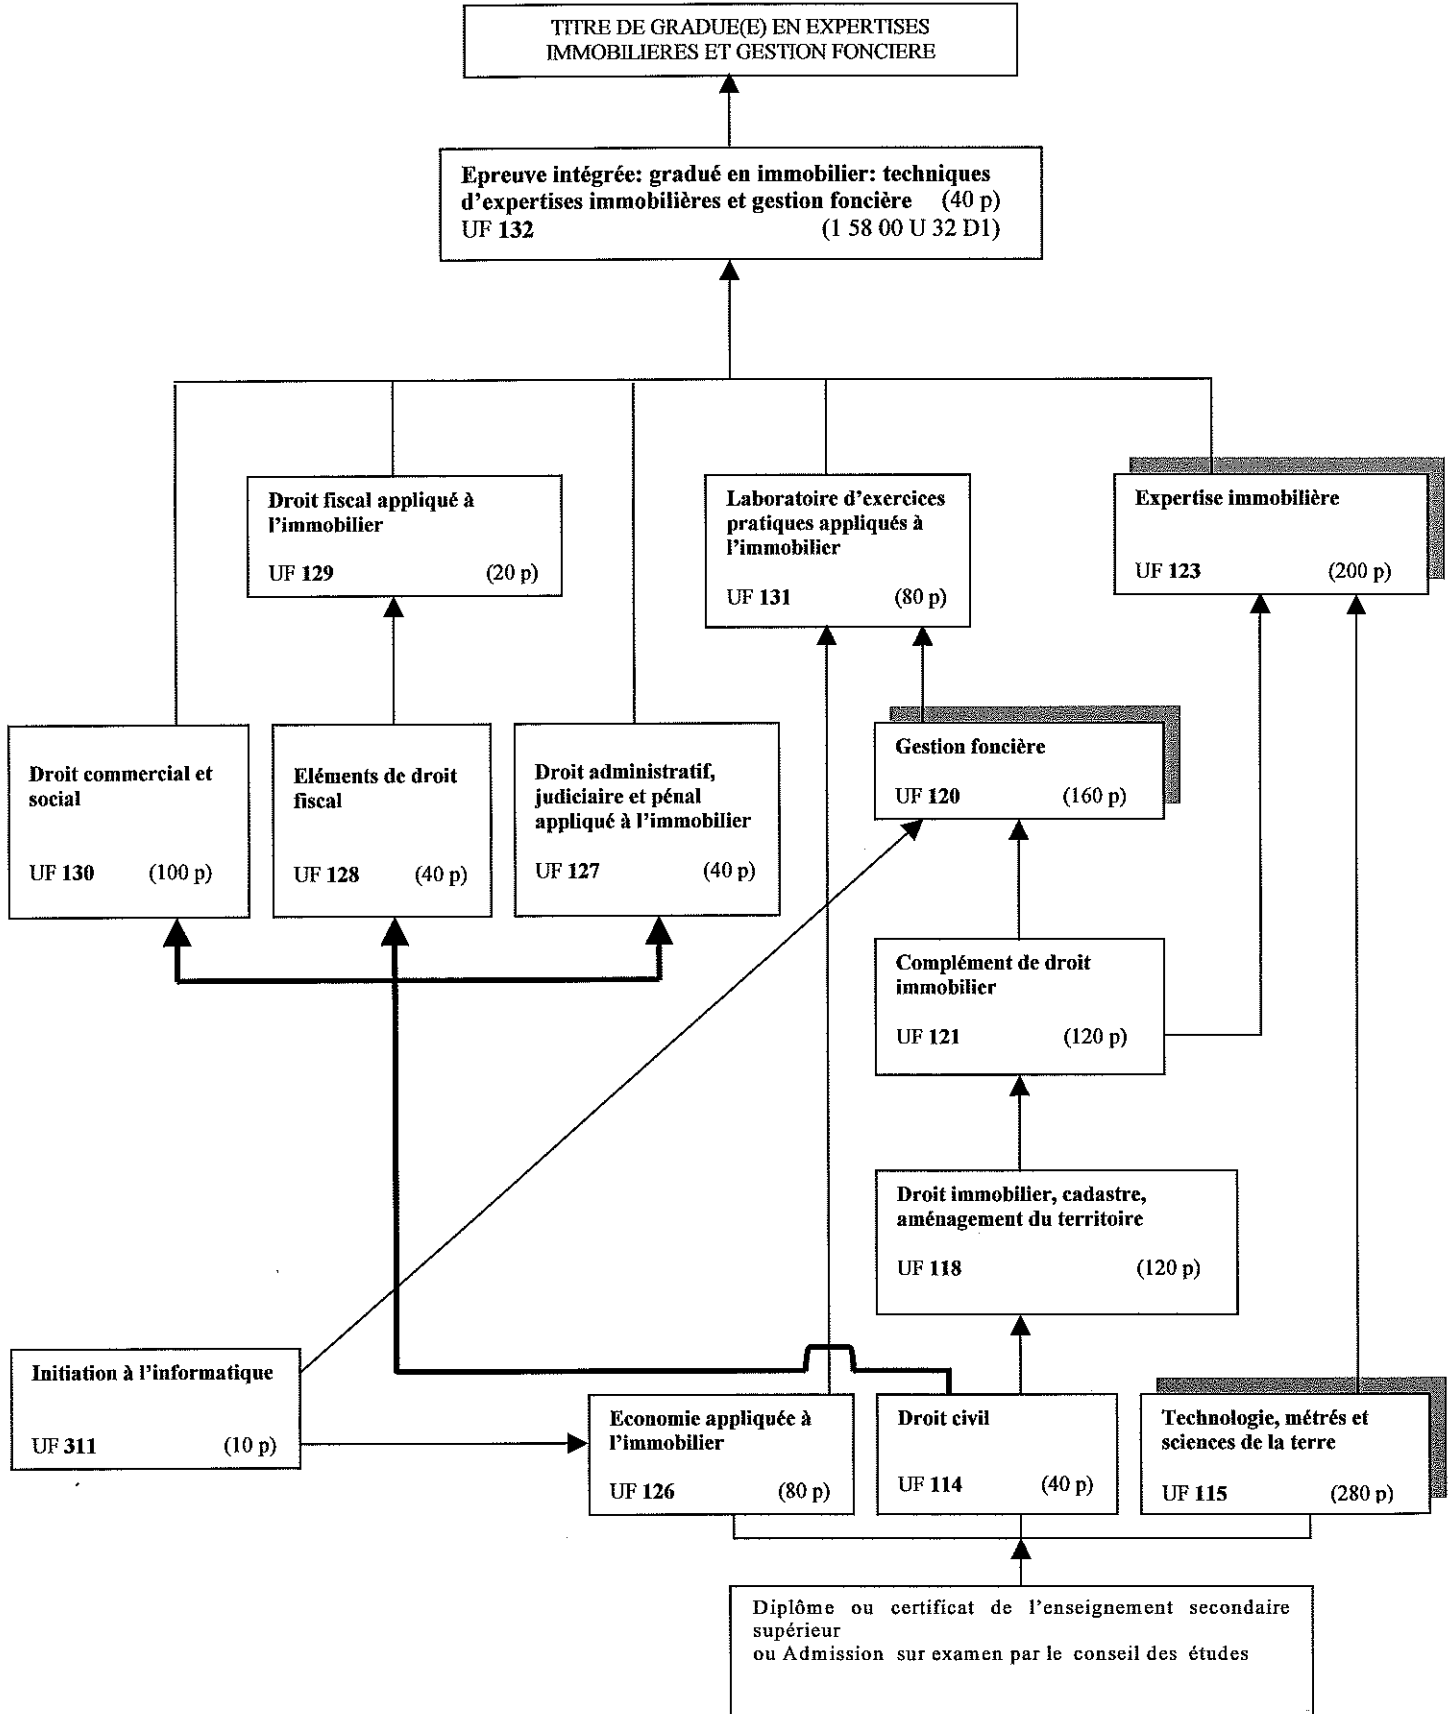 TITRE DE GRADUE(E) EN EXPERTISES
IMMOBILIERES ET GESTION FONCIERE
Epreuve intégrée: gradué en immobilier: techniques
d'expertises immobilières et gestion foncière (40 p)
UF 132 (1 58 00 U 32 D1)
Droit fiscal appliqué à
l'immobilier
UF 129 (20 p)
Laboratoire d'exercices
pratiques appliqués à
l'immobilier
UF 131 (80 p)
Expertise immobilière
UF 123 (200 p)
Droit commercial et
social
UF 130 (100 p)
Eléments de droit
fiscal
UF 128 (40 p)
Droit administratif,
judiciaire et pénal
appliqué à l'immobilier
UF 127 (40 p)
Gestion foncière
UF 120 (160 p)
Complément de droit
immobilier
UF 121 (120 p)
Droit immobilier, cadastre,
aménagement du territoire
UF 118 (120 p)
Initiation à l'informatique
UF 311 (10 p)
Economie appliquée à
l'immobilier
UF 126 (80 p)
Droit civil
UF 114 (40 p)
Technologie, métrés et
sciences de la terre
UF 115 (280 p)
Diplôme ou certificat de l'enseignement secondaire
supérieur
ou Admission sur examen par le conseil des études